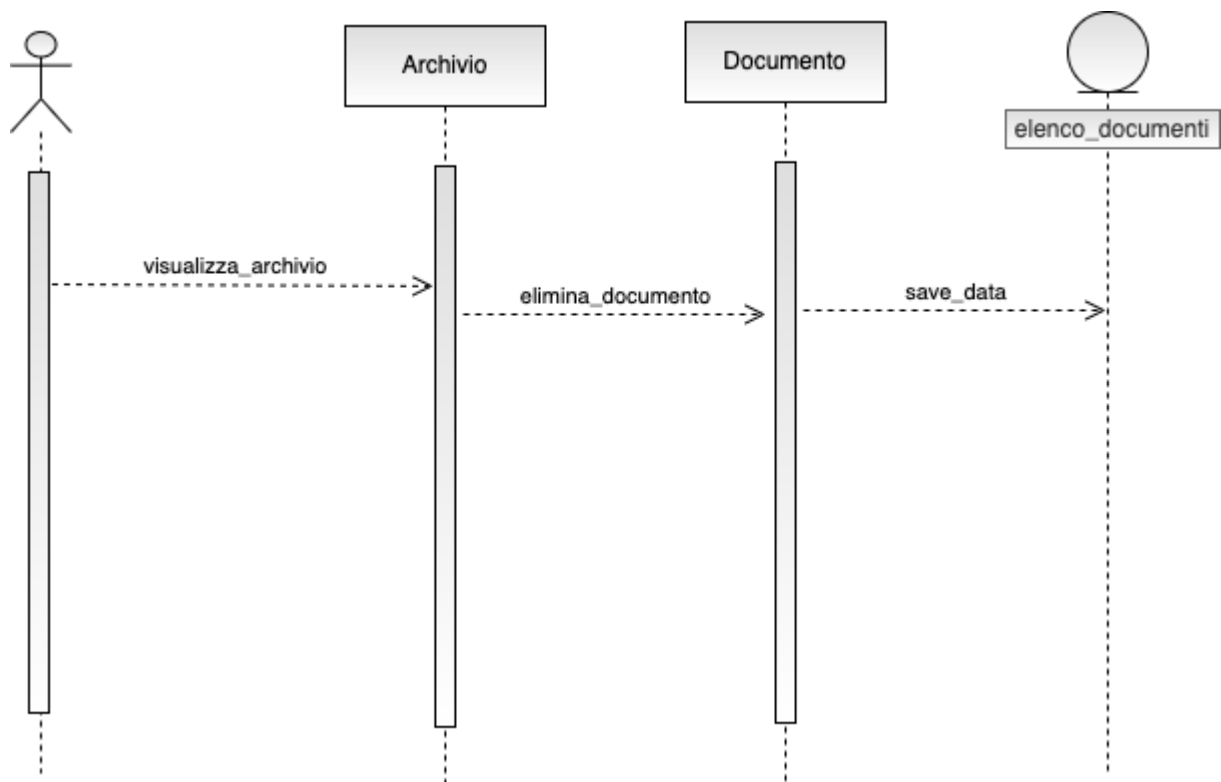 Archivio
Documento
elenco_documenti
visualizza_archivio
elimina_documento
save_data